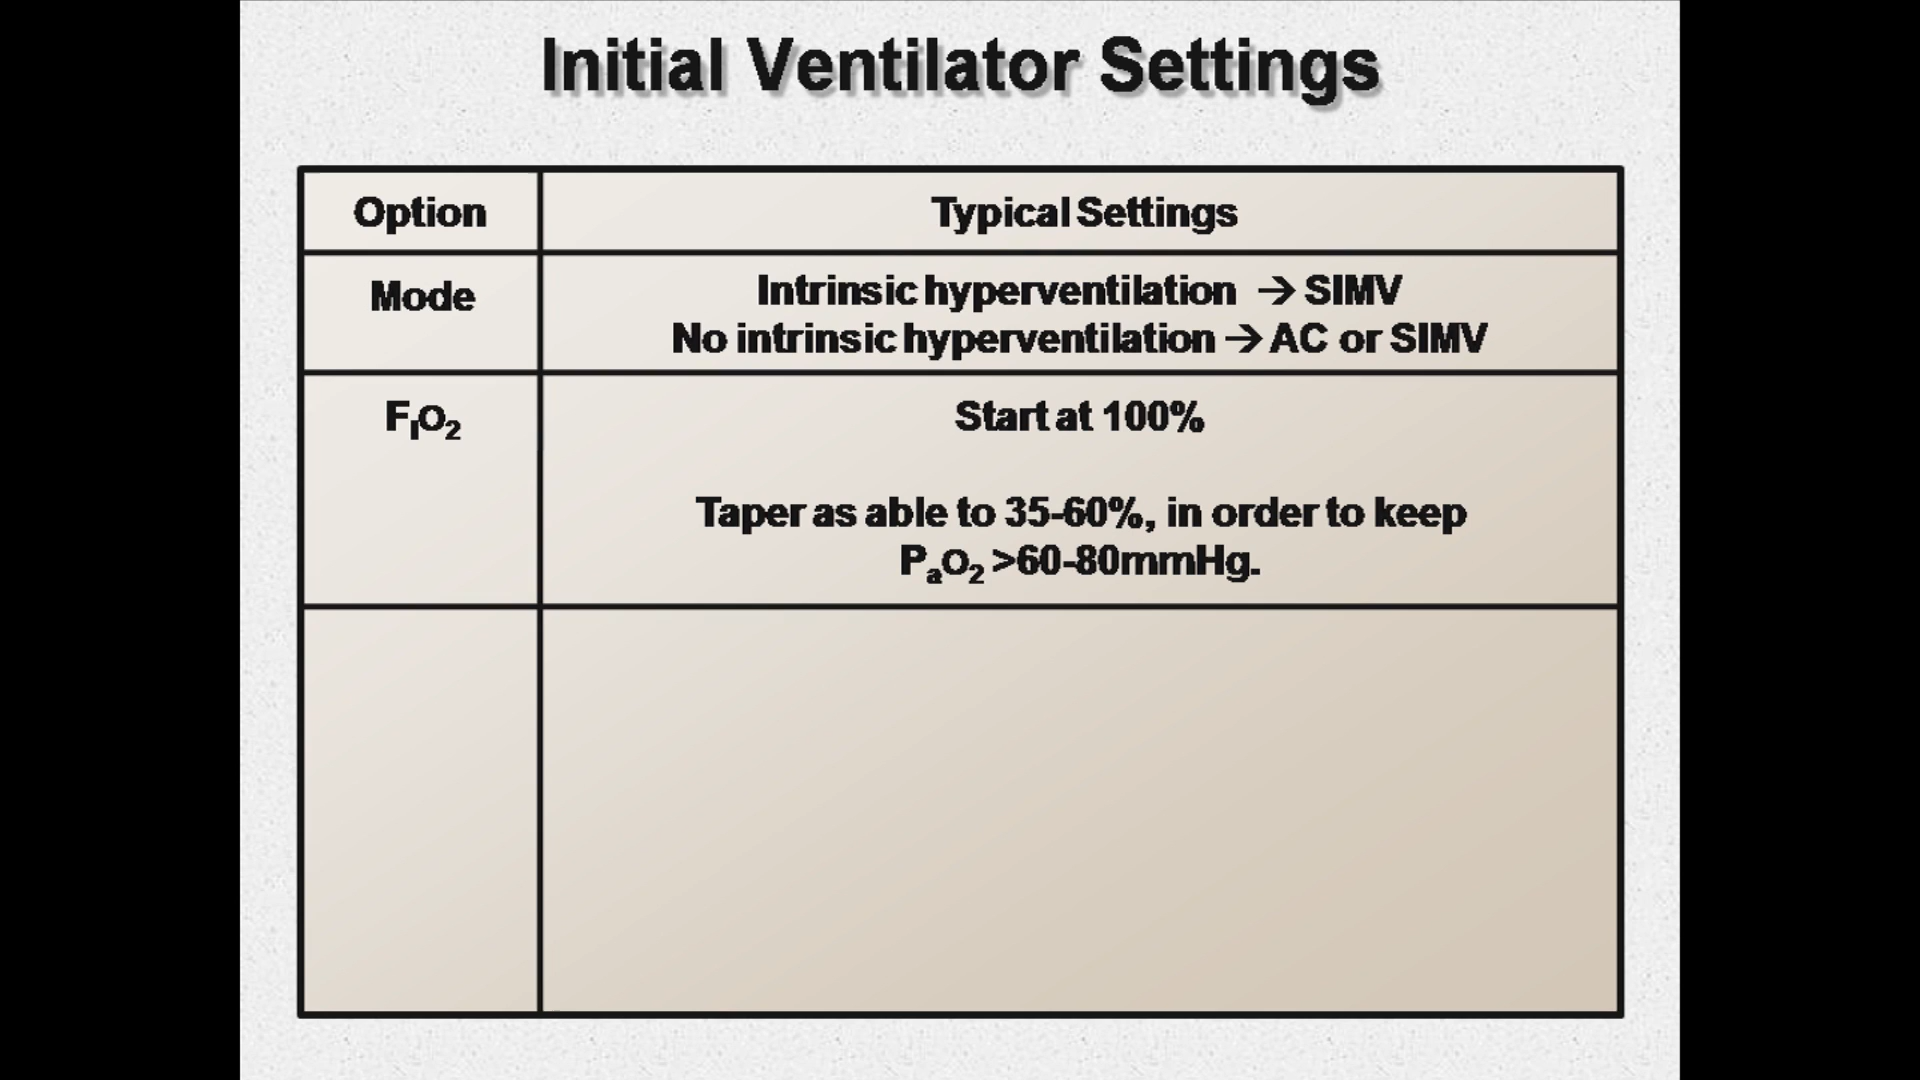 Initial Ventilator Settings
Option
Typical Settings
Mode
Intrinsic hyperventilation → SIMV
No intrinsic hyperventilation → AC or SIMV
FIO2
Start at 100%
Taper as able to 35-60%, in order to keep
PaO2 >60-80mmHg.